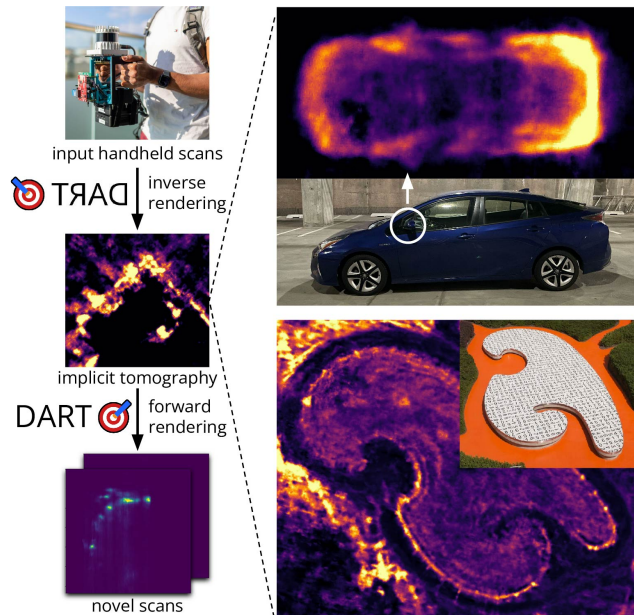 input handheld scans
DART
inverse
rendering
implicit tomography
DART
forward
rendering
novel scans